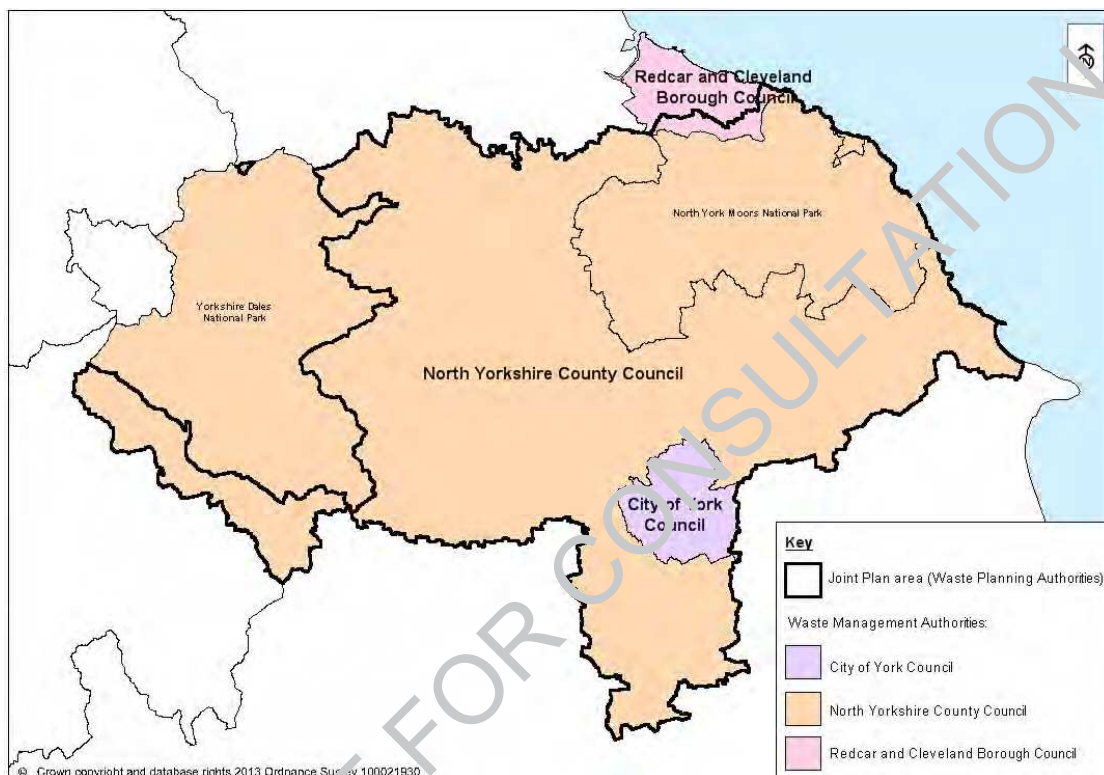 Redcar and Cleveland
Borough Council
North York Moors National Park
Yorkshire Dales
National Park
North Yorkshire County Council
City of York
Council
Key
Joint Plan area (Waste Planning Authorities)
Waste Management Authorities:
City of York Council
North Yorkshire County Council
Redcar and Cleveland Borough Council
© Crown copyright and database rights 2013 Ordnance Survey 100021930
FOR CONSULTATION